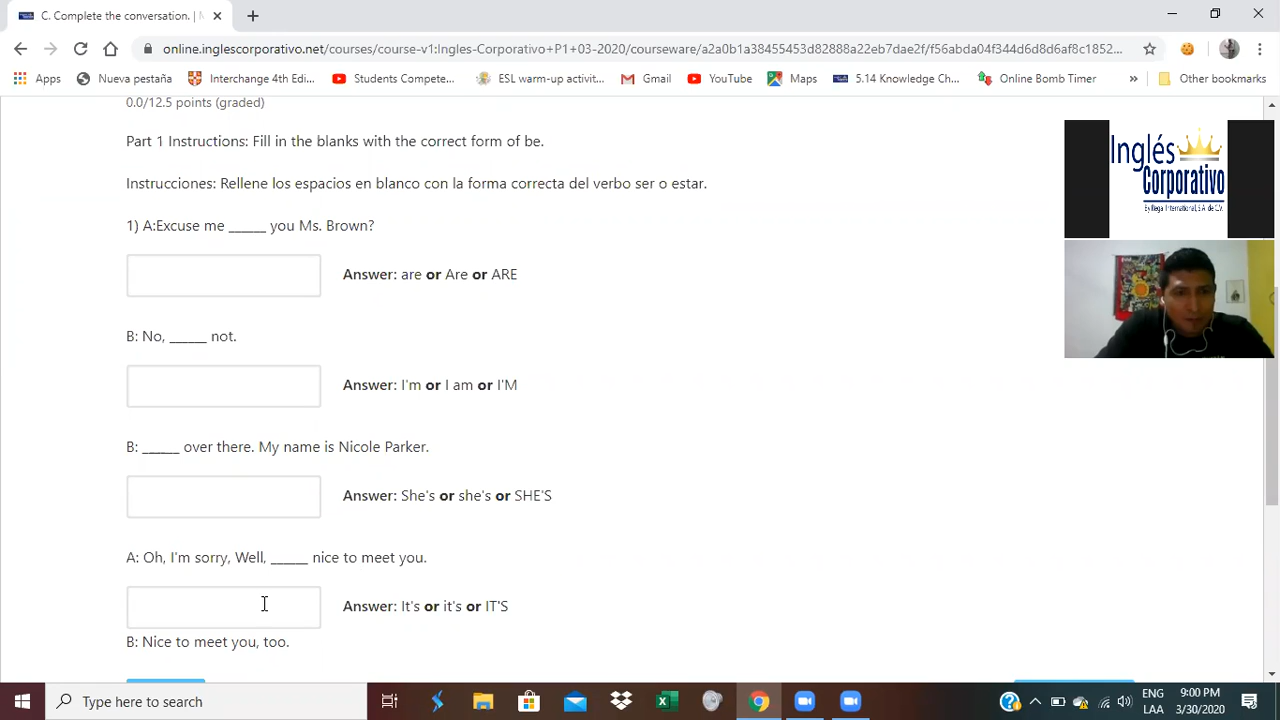 C. Complete the conversation. | M
online.inglescorporativo.net/courses/course-v1:Ingles-Corporativo+P1+03-2020/courseware/a2a0b1a38455453d82888a22eb7dae2f/f56abda04f344d6d8d6af8c1852...
Apps Nueva pestaña Interchange 4th Edi... Students Compete... ESL warm-up activit... Gmail YouTube Maps 5.14 Knowledge Ch... Online Bomb Timer » Other bookmarks
0.0/12.5 points (graded)
Part 1 Instructions: Fill in the blanks with the correct form of be.
Instrucciones: Rellene los espacios en blanco con la forma correcta del verbo ser o estar.
1) A:Excuse me ______ you Ms. Brown?
Answer: are or Are or ARE
B: No, ______ not.
Answer: I'm or I am or I'M
B: ______ over there. My name is Nicole Parker.
Answer: She's or she's or SHE'S
A: Oh, I'm sorry, Well, ______ nice to meet you.
Answer: It's or it's or IT'S
B: Nice to meet you, too.
Inglés
Corporativo
Type here to search
ENG 9:00 PM
LAA 3/30/2020